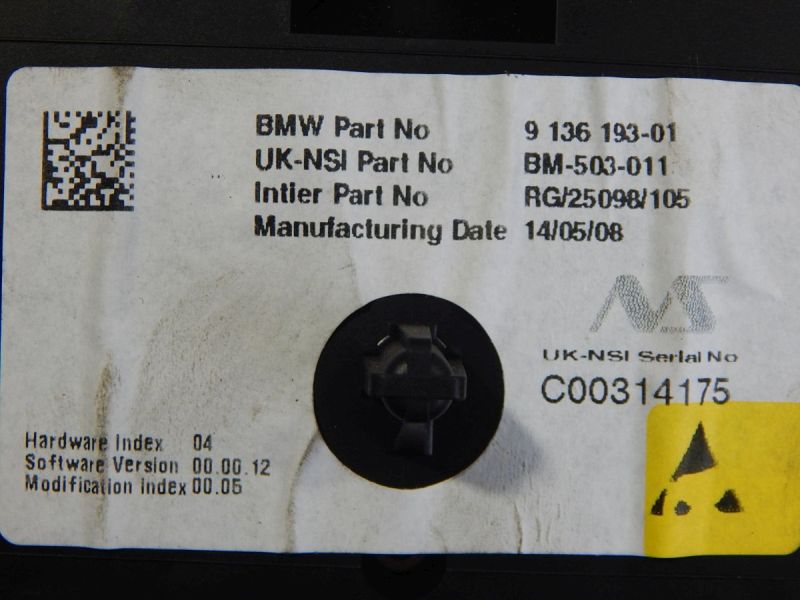 BMW Part No 9 136 193-01
UK-NSI Part No BM-503-011
Intier Part No RG/25098/105
Manufacturing Date 14/05/08
NS
UK-NSI Serial No
C00314175
Hardware Index 04
Software Version 00.00.12
Modification Index 00.05